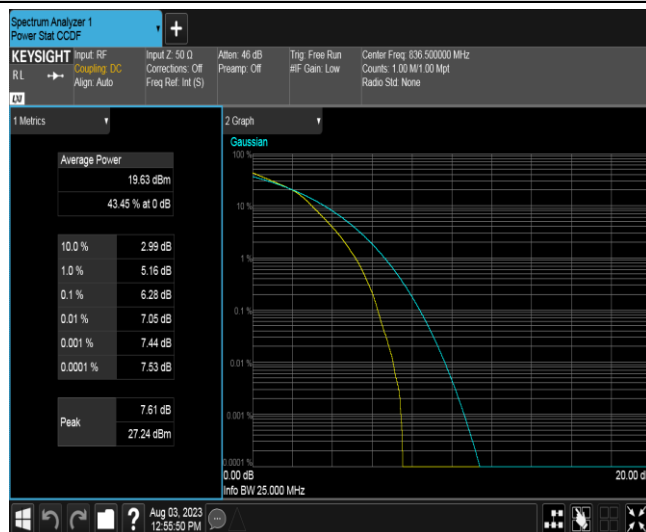 Spectrum Analyzer 1
Power Stat CCDF
KEYSIGHT
RL
LXI
Input: RF
Coupling: DC
Align: Auto
Input Z: 50 Ω
Corrections: Off
Freq Ref: Int (S)
Atten: 46 dB
Preamp: Off
Trig: Free Run
#IF Gain: Low
Center Freq: 836.500000 MHz
Counts: 1.00 M/1.00 Mpt
Radio Std: None
1 Metrics
Average Power
19.63 dBm
43.45 % at 0 dB
10.0 % 2.99 dB
1.0 % 5.16 dB
0.1 % 6.28 dB
0.01 % 7.05 dB
0.001 % 7.44 dB
0.0001 % 7.53 dB
Peak
7.61 dB
27.24 dBm
2 Graph
Gaussian
100 %
10 %
1 %
0.1 %
0.01 %
0.001 %
0.0001 %
0.00 dB
20.00 d
Info BW 25.000 MHz
?
Aug 03, 2023
12:55:50 PM